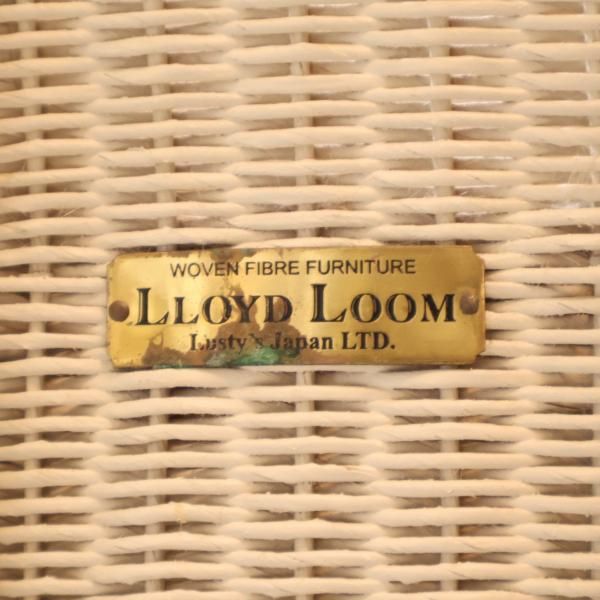 WOVEN FIBRE FURNITURE
LLOYD LOOM
Lusty's Japan LTD.